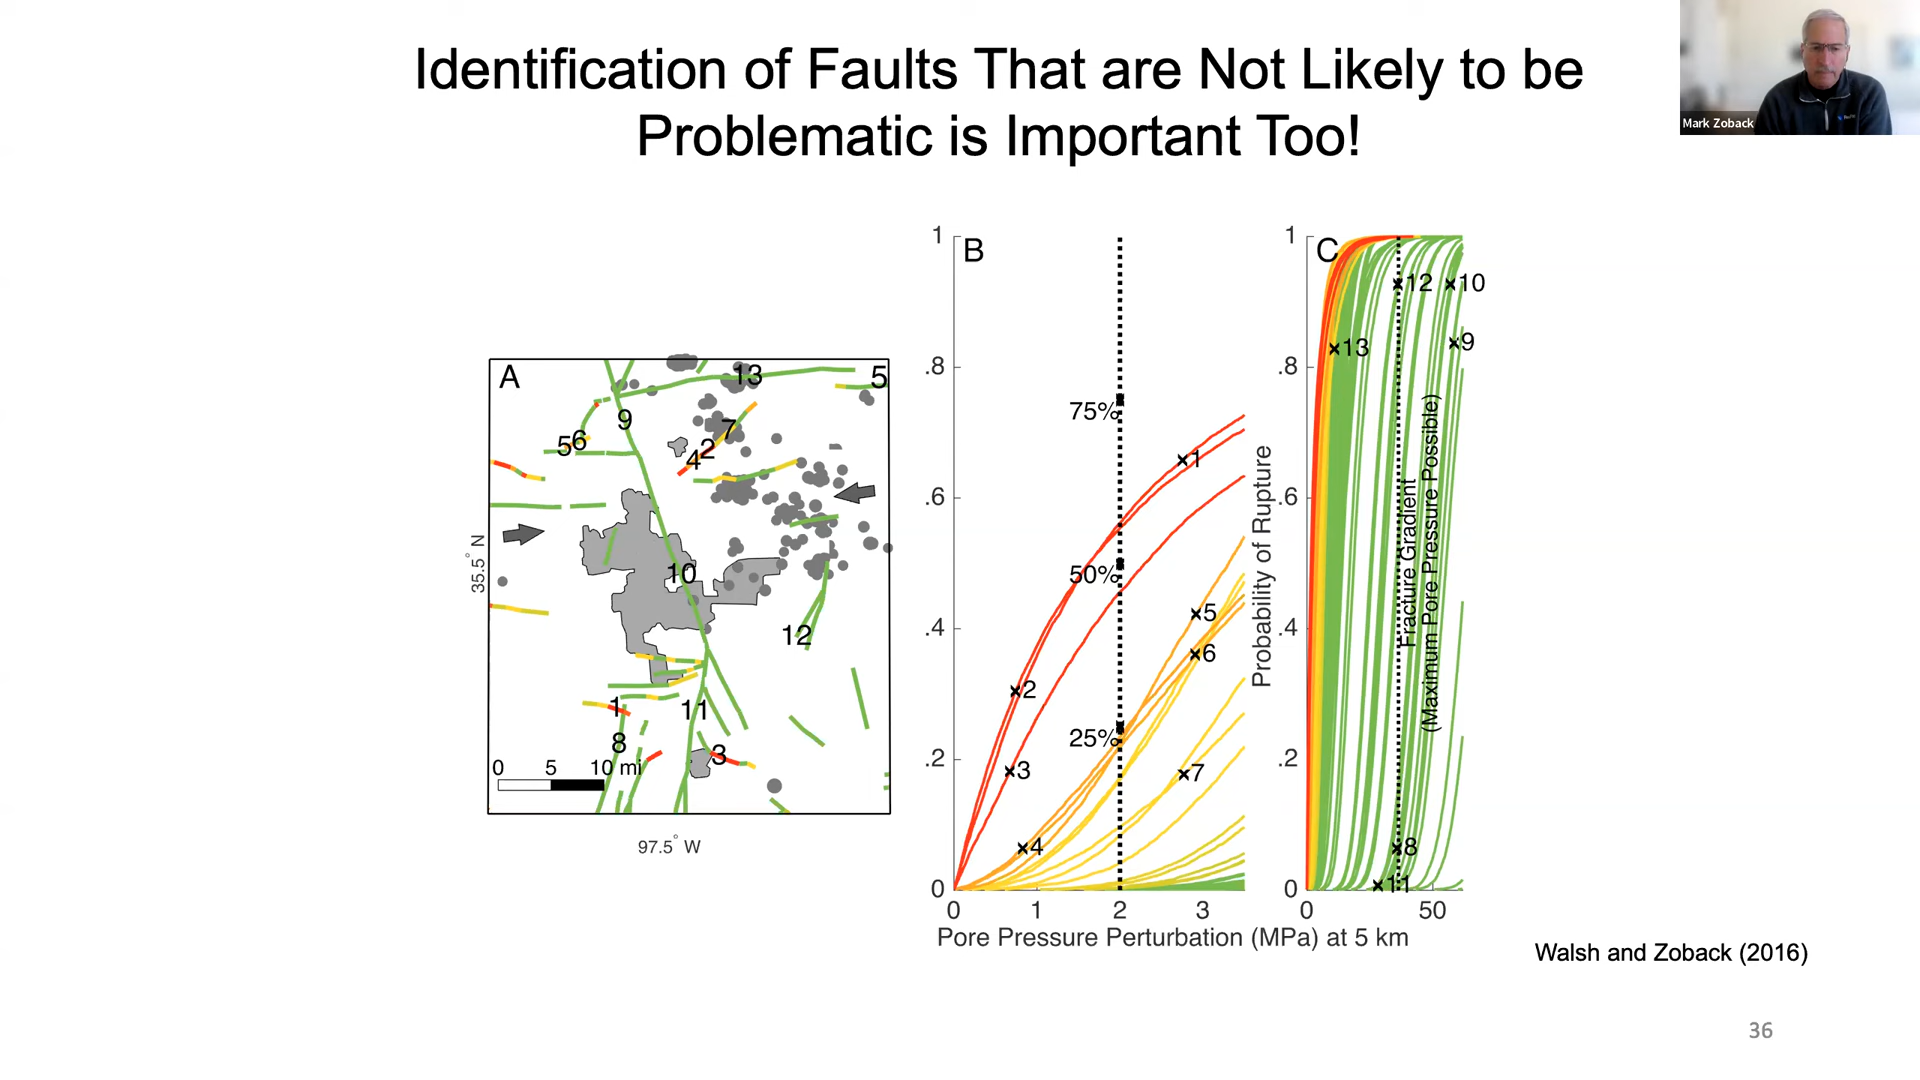 Identification of Faults That are Not Likely to be
Problematic is Important Too!
Mark Zoback
A
13
5
9
7
56
2
4
10
12
1
11
8
3
0 5 10 mi
35.5° N
97.5° W
B
1
.8
.6
.4
.2
0
75%
50%
25%
1
2
3
4
5
6
7
0 1 2 3
Pore Pressure Perturbation (MPa) at 5 km
Probability of Rupture
C
1
.8
.6
.4
.2
0
12
10
13
9
8
11
Fracture Gradient
(Maximum Pore Pressure Possible)
0 50
Walsh and Zoback (2016)
36